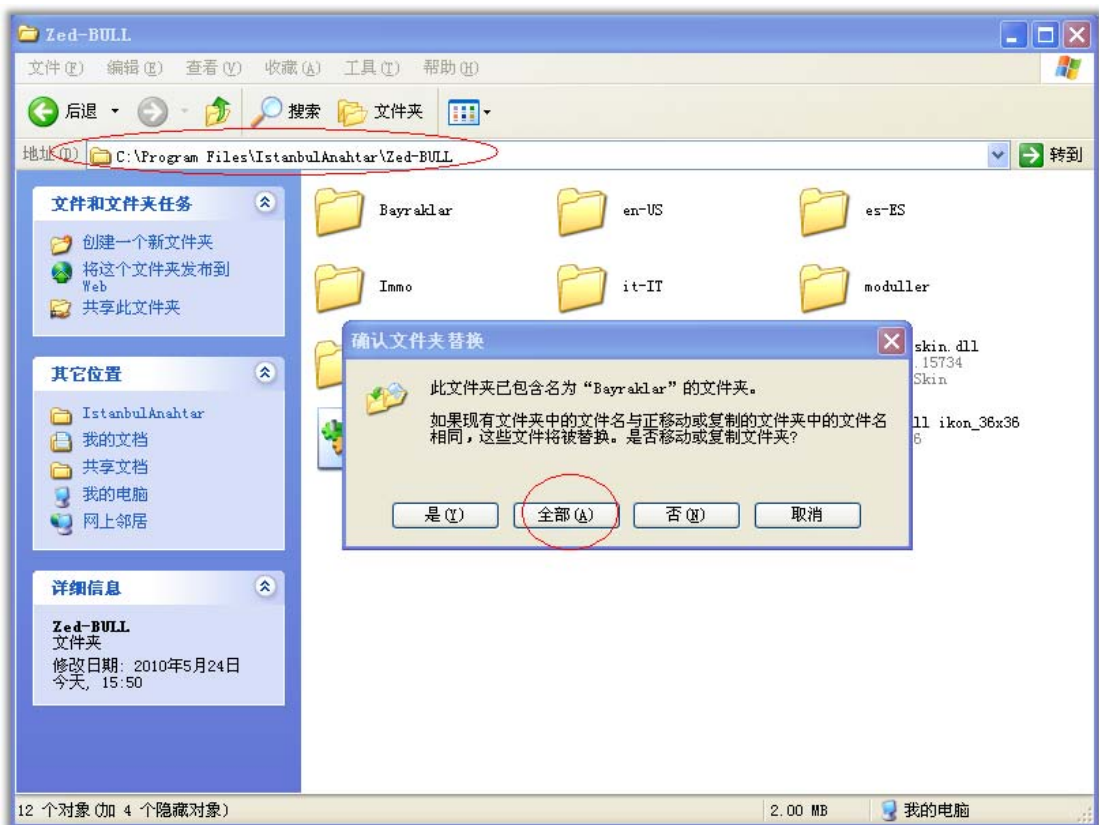 Zed-BULL
文件(F) 编辑(E) 查看(V) 收藏(A) 工具(T) 帮助(H)
后退 搜索 文件夹
地址(D) C:\Program Files\IstanbulAnahtar\Zed-BULL 转到
文件和文件夹任务
创建一个新文件夹
将这个文件夹发布到
Web
共享此文件夹
其它位置
IstanbulAnahtar
我的文档
共享文档
我的电脑
网上邻居
详细信息
Zed-BULL
文件夹
修改日期: 2010年5月24日
今天, 15:50
Bayraklar en-US es-ES
Immo it-IT moduller
skin.dll
.15734
Skin
ll ikon_36x36
6
确认文件夹替换
此文件夹已包含名为“Bayraklar”的文件夹。
如果现有文件夹中的文件名与正移动或复制的文件夹中的文件名
相同，这些文件将被替换。是否移动或复制文件夹?
是(Y) 全部(A) 否(N) 取消
12 个对象(加 4 个隐藏对象) 2.00 MB 我的电脑